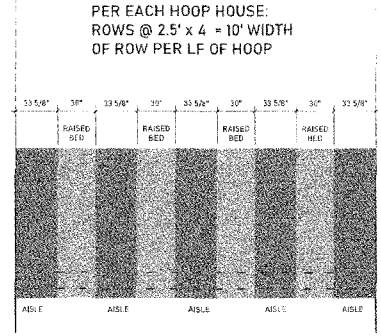 PER EACH HOOP HOUSE:
ROWS @ 2.5' x 4 = 10' WIDTH
OF ROW PER LF OF HOOP
33 5/8" 30" 33 5/8" 30" 33 5/8" 30" 33 5/8" 30" 33 5/8"
RAISED BED RAISED BED RAISED BED RAISED BED
AISLE AISLE AISLE AISLE AISLE